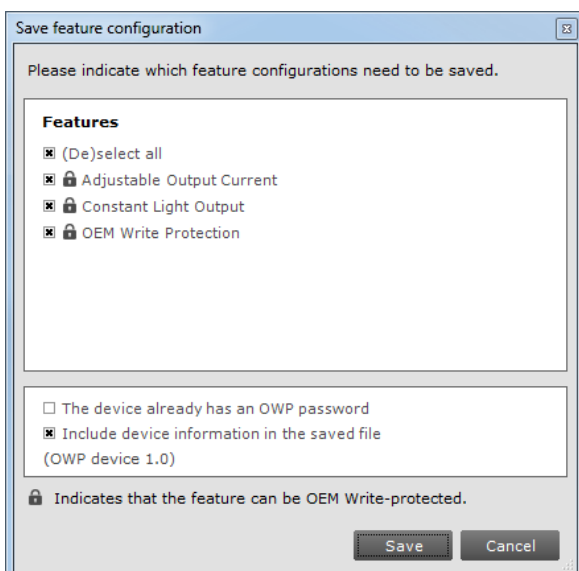 Save feature configuration
Please indicate which feature configurations need to be saved.
Features
(De)select all
Adjustable Output Current
Constant Light Output
OEM Write Protection
The device already has an OWP password
Include device information in the saved file
(OWP device 1.0)
Indicates that the feature can be OEM Write-protected.
Save Cancel